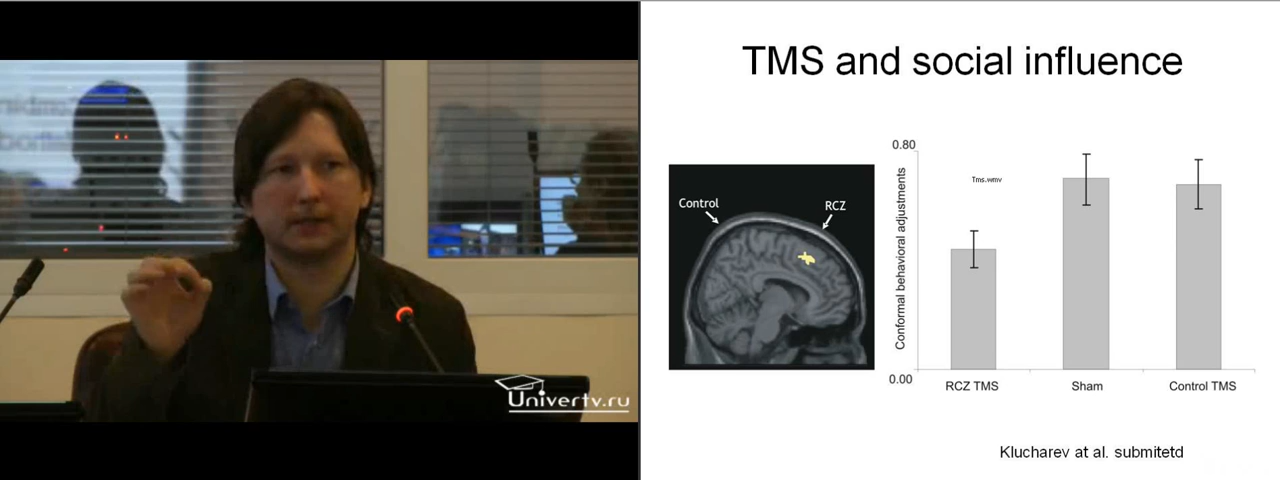 Univertv.ru
TMS and social influence
Control
RCZ
0.80
Conformal behavioral adjustments
0.00
Tms.wmv
RCZ TMS
Sham
Control TMS
Klucharev at al. submitetd